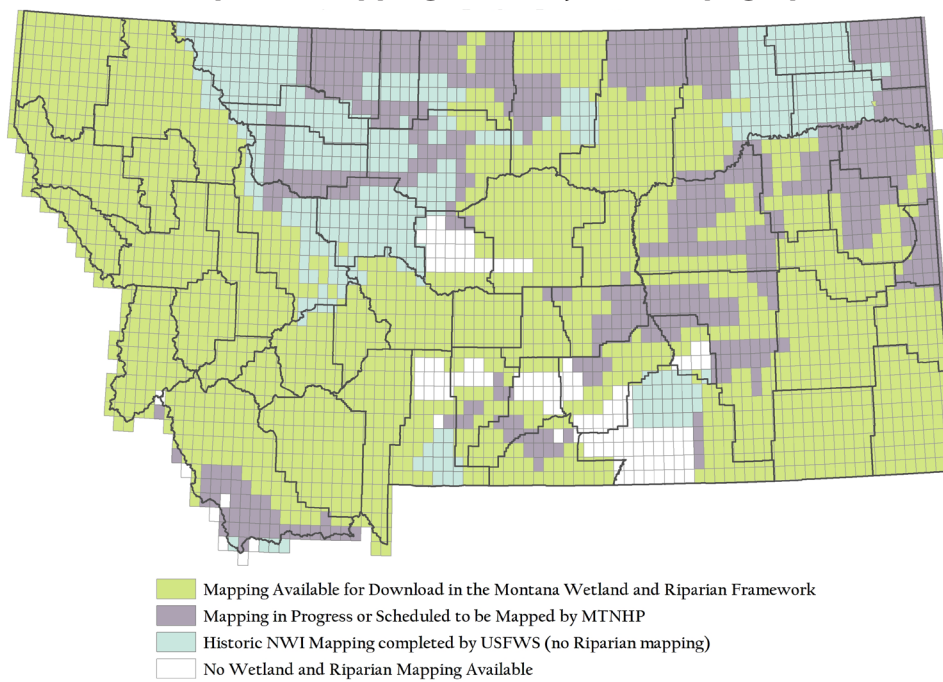 Mapping Available for Download in the Montana Wetland and Riparian Framework
Mapping in Progress or Scheduled to be Mapped by MTNHP
Historic NWI Mapping completed by USFWS (no Riparian mapping)
No Wetland and Riparian Mapping Available